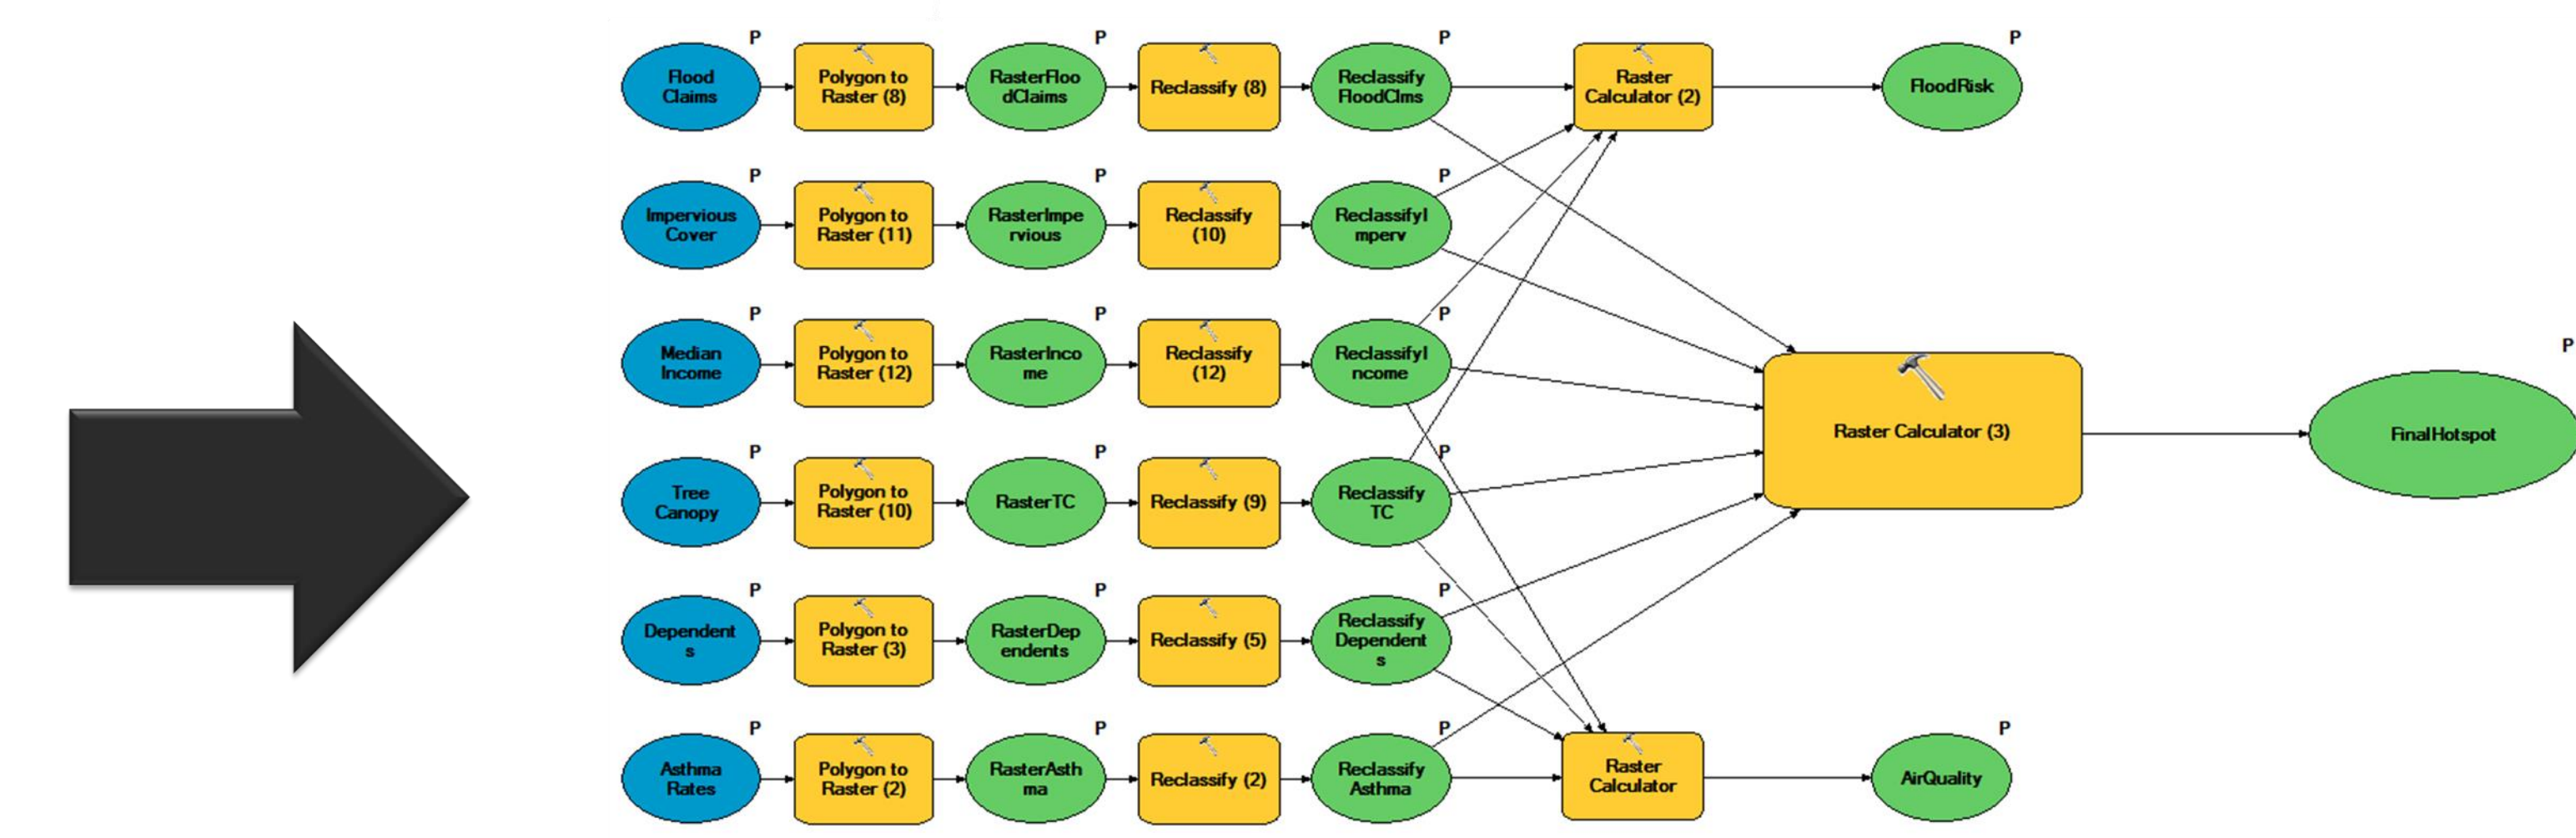 P P P P
Flood
Claims
Polygon to
Raster (8)
RasterFloo
dClaims
Reclassify (8)
Reclassify
FloodClms
Raster
Calculator (2)
FloodRisk
P P P
Impervious
Cover
Polygon to
Raster (11)
RasterImpe
rvious
Reclassify
(10)
ReclassifyI
mperv
P P P
Median
Income
Polygon to
Raster (12)
RasterInco
me
Reclassify
(12)
ReclassifyI
ncome
P
Raster Calculator (3)
FinalHotspot
P P P
Tree
Canopy
Polygon to
Raster (10)
RasterTC
Reclassify (9)
Reclassify
TC
P P P
Dependent
s
Polygon to
Raster (3)
RasterDep
endents
Reclassify (5)
Reclassify
Dependent
s
P P P P
Asthma
Rates
Polygon to
Raster (2)
RasterAsth
ma
Reclassify (2)
Reclassify
Asthma
Raster
Calculator
AirQuality